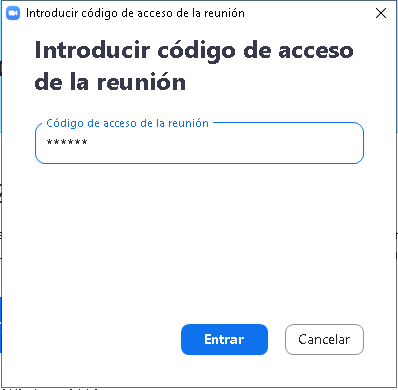 Introducir código de acceso de la reunión
Introducir código de acceso
de la reunión
Código de acceso de la reunión
******
Entrar
Cancelar